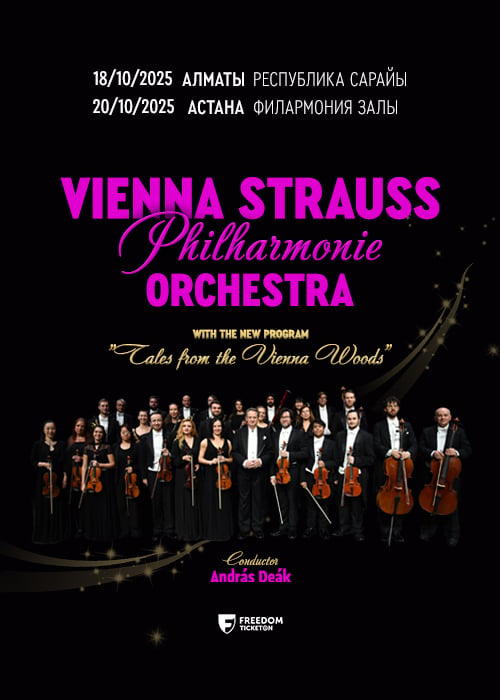 18/10/2025 АЛМАТЫ РЕСПУБЛИКА САРАЙЫ
20/10/2025 АСТАНА ФИЛАРМОНИЯ ЗАЛЫ
VIENNA STRAUSS
Philharmonie
ORCHESTRA
WITH THE NEW PROGRAM
"Tales from the Vienna Woods"
Conductor
András Deák
FREEDOM
TICKETON